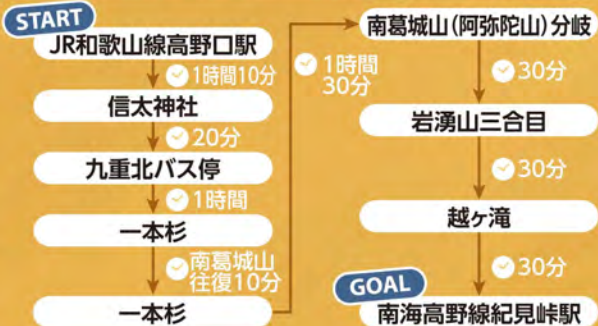 START
JR和歌山線高野口駅
1時間10分
信太神社
20分
九重北バス停
1時間
一本杉
南葛城山
往復10分
一本杉
1時間
30分
南葛城山(阿弥陀山)分岐
30分
岩湧山三合目
30分
越ヶ滝
30分
GOAL
南海高野線紀見峠駅